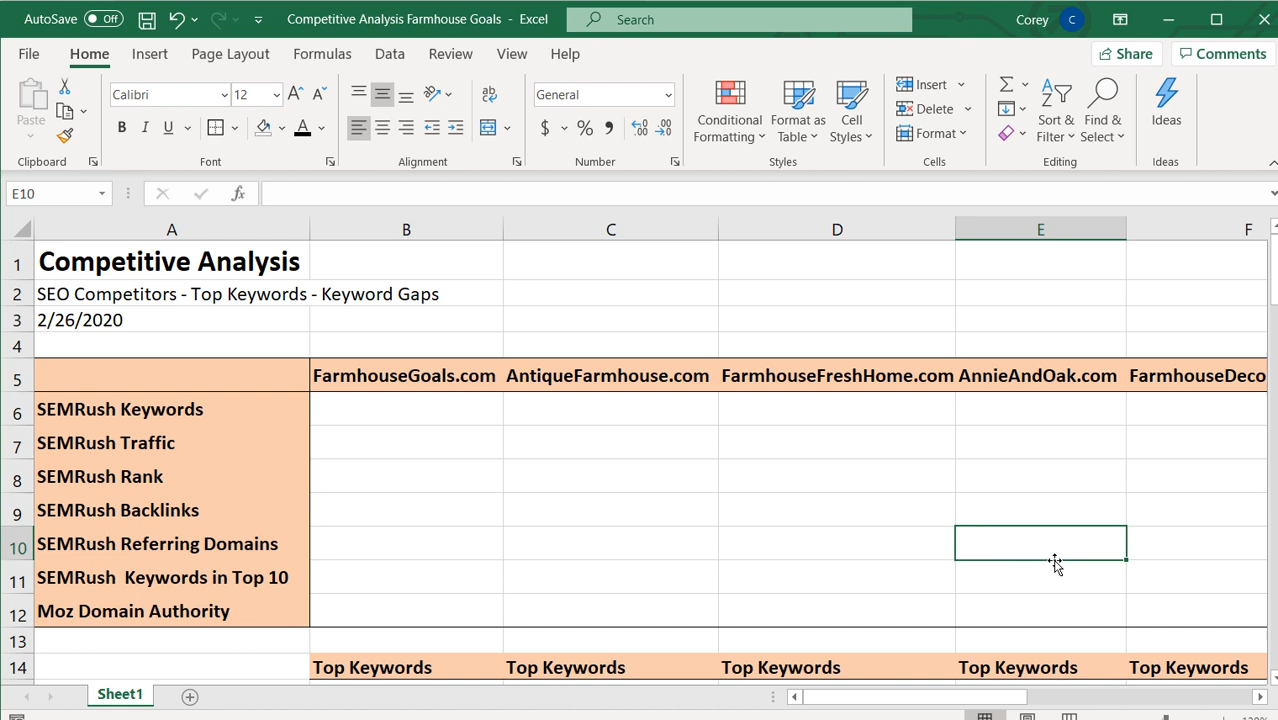 AutoSave Off Competitive Analysis Farmhouse Goals - Excel Search Corey C
File Home Insert Page Layout Formulas Data Review View Help Share Comments
Paste Calibri 12 General Conditional Formatting Format as Table Cell Styles Insert Delete Format Sort & Filter Find & Select Ideas
B I U A ab c $ % 9
Clipboard Font Alignment Number Styles Cells Editing Ideas
E10 fx
A B C D E F
1 Competitive Analysis
2 SEO Competitors - Top Keywords - Keyword Gaps
3 2/26/2020
4
5 FarmhouseGoals.com AntiqueFarmhouse.com FarmhouseFreshHome.com AnnieAndOak.com FarmhouseDeco
6 SEMRush Keywords
7 SEMRush Traffic
8 SEMRush Rank
9 SEMRush Backlinks
10 SEMRush Referring Domains
11 SEMRush Keywords in Top 10
12 Moz Domain Authority
13
14 Top Keywords Top Keywords Top Keywords Top Keywords Top Keywords
Sheet1